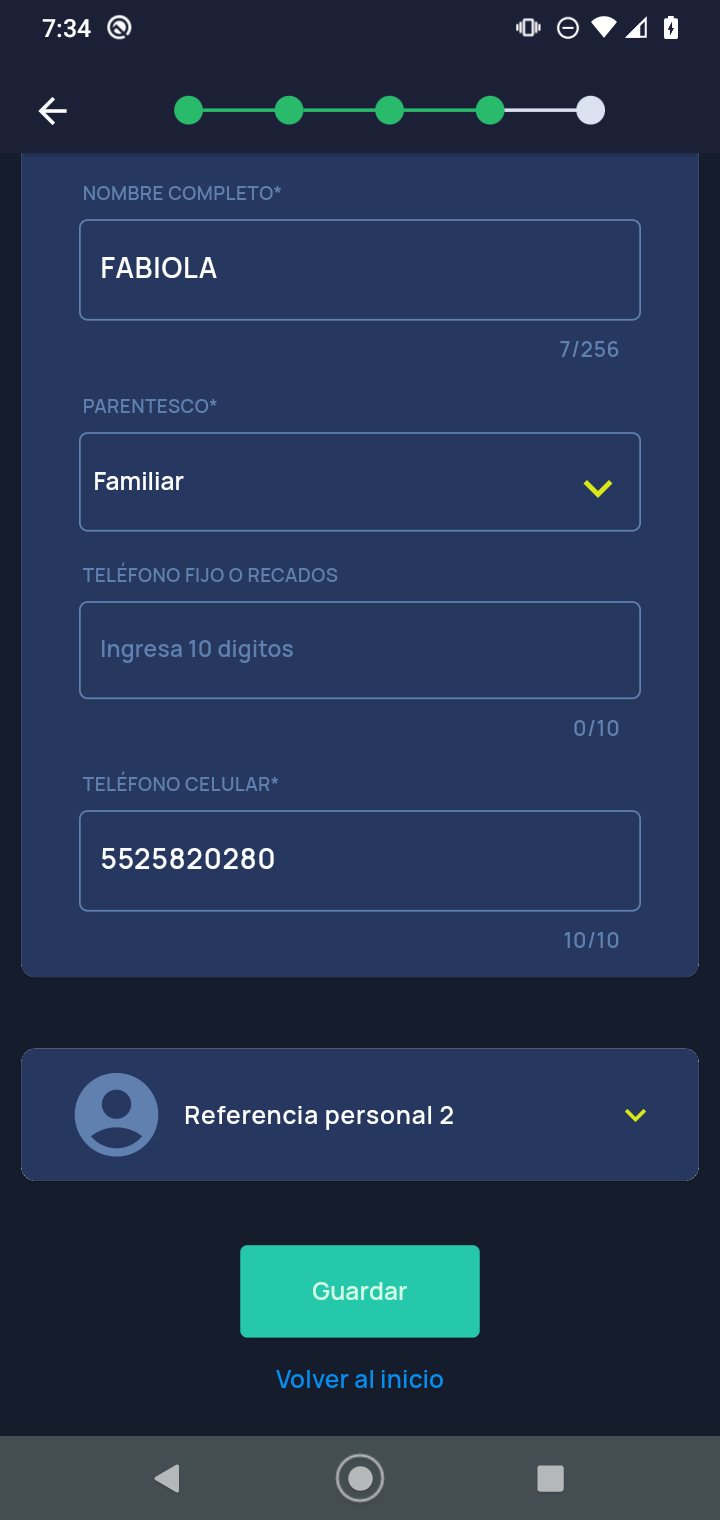 7:34
NOMBRE COMPLETO*
FABIOLA
7/256
PARENTESCO*
Familiar
TELÉFONO FIJO O RECADOS
Ingresa 10 digitos
0/10
TELÉFONO CELULAR*
5525820280
10/10
Referencia personal 2
Guardar
Volver al inicio